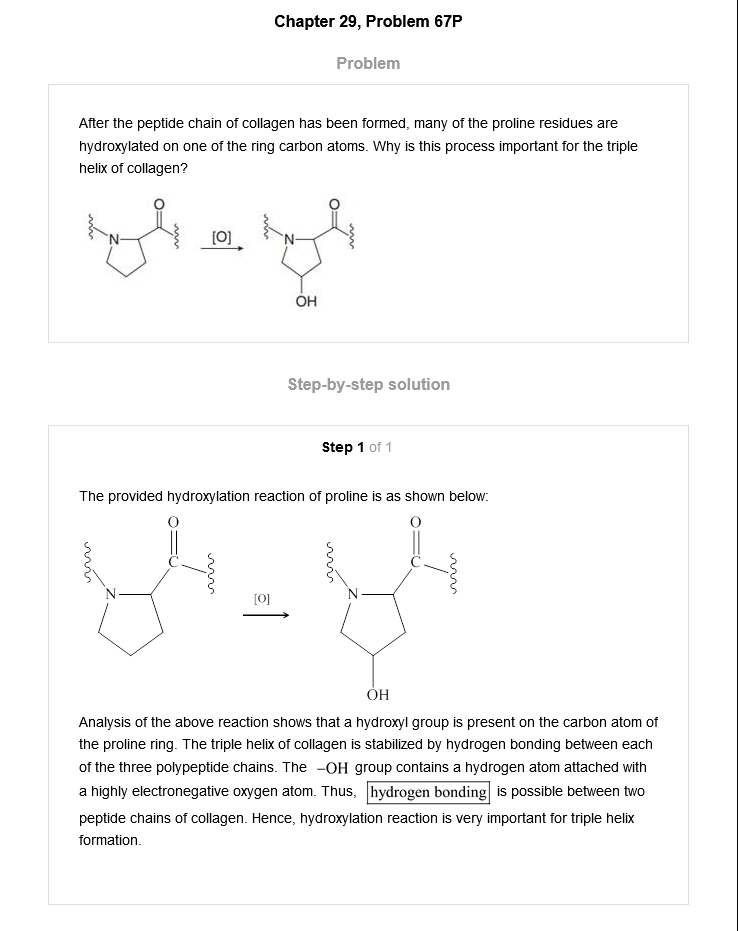 Chapter 29, Problem 67P
Problem
After the peptide chain of collagen has been formed, many of the proline residues are
hydroxylated on one of the ring carbon atoms. Why is this process important for the triple
helix of collagen?
O
O
N
[O]
N
OH
Step-by-step solution
Step 1 of 1
The provided hydroxylation reaction of proline is as shown below:
O
O
C
C
N
[O]
N
OH
Analysis of the above reaction shows that a hydroxyl group is present on the carbon atom of
the proline ring. The triple helix of collagen is stabilized by hydrogen bonding between each
of the three polypeptide chains. The –OH group contains a hydrogen atom attached with
a highly electronegative oxygen atom. Thus, hydrogen bonding is possible between two
peptide chains of collagen. Hence, hydroxylation reaction is very important for triple helix
formation.